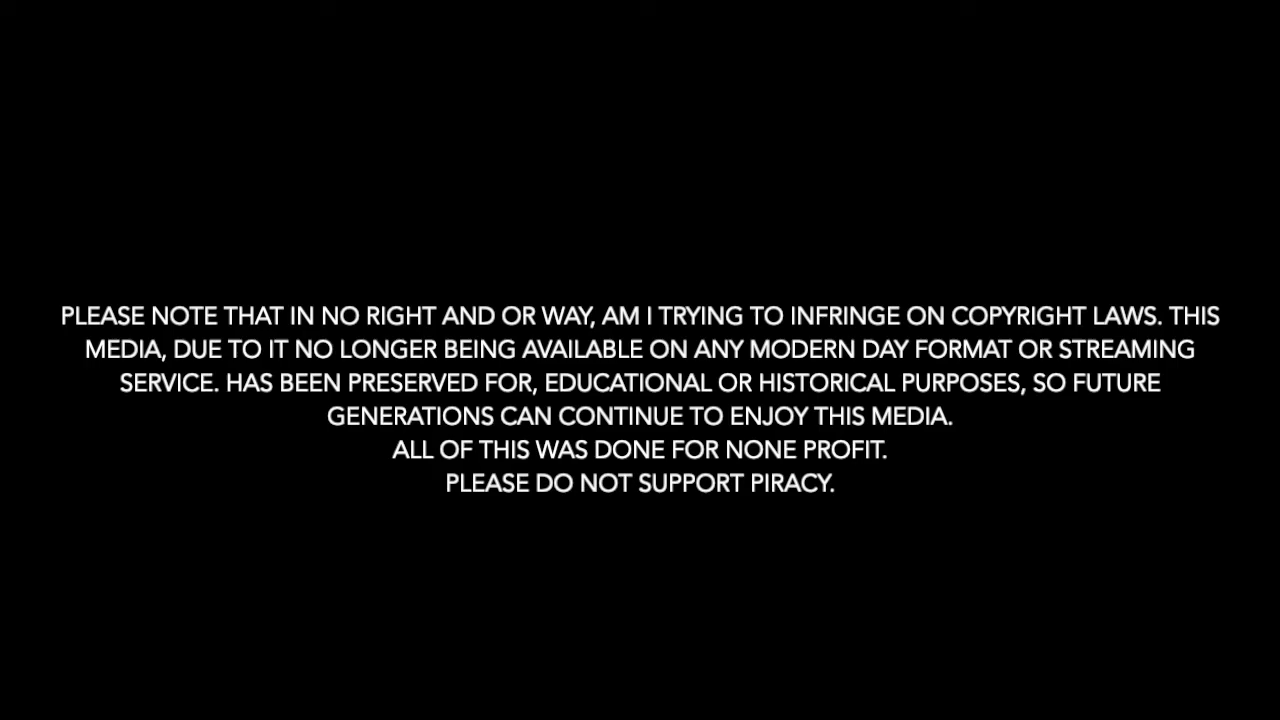 PLEASE NOTE THAT IN NO RIGHT AND OR WAY, AM I TRYING TO INFRINGE ON COPYRIGHT LAWS. THIS
MEDIA, DUE TO IT NO LONGER BEING AVAILABLE ON ANY MODERN DAY FORMAT OR STREAMING
SERVICE. HAS BEEN PRESERVED FOR, EDUCATIONAL OR HISTORICAL PURPOSES, SO FUTURE
GENERATIONS CAN CONTINUE TO ENJOY THIS MEDIA.
ALL OF THIS WAS DONE FOR NONE PROFIT.
PLEASE DO NOT SUPPORT PIRACY.